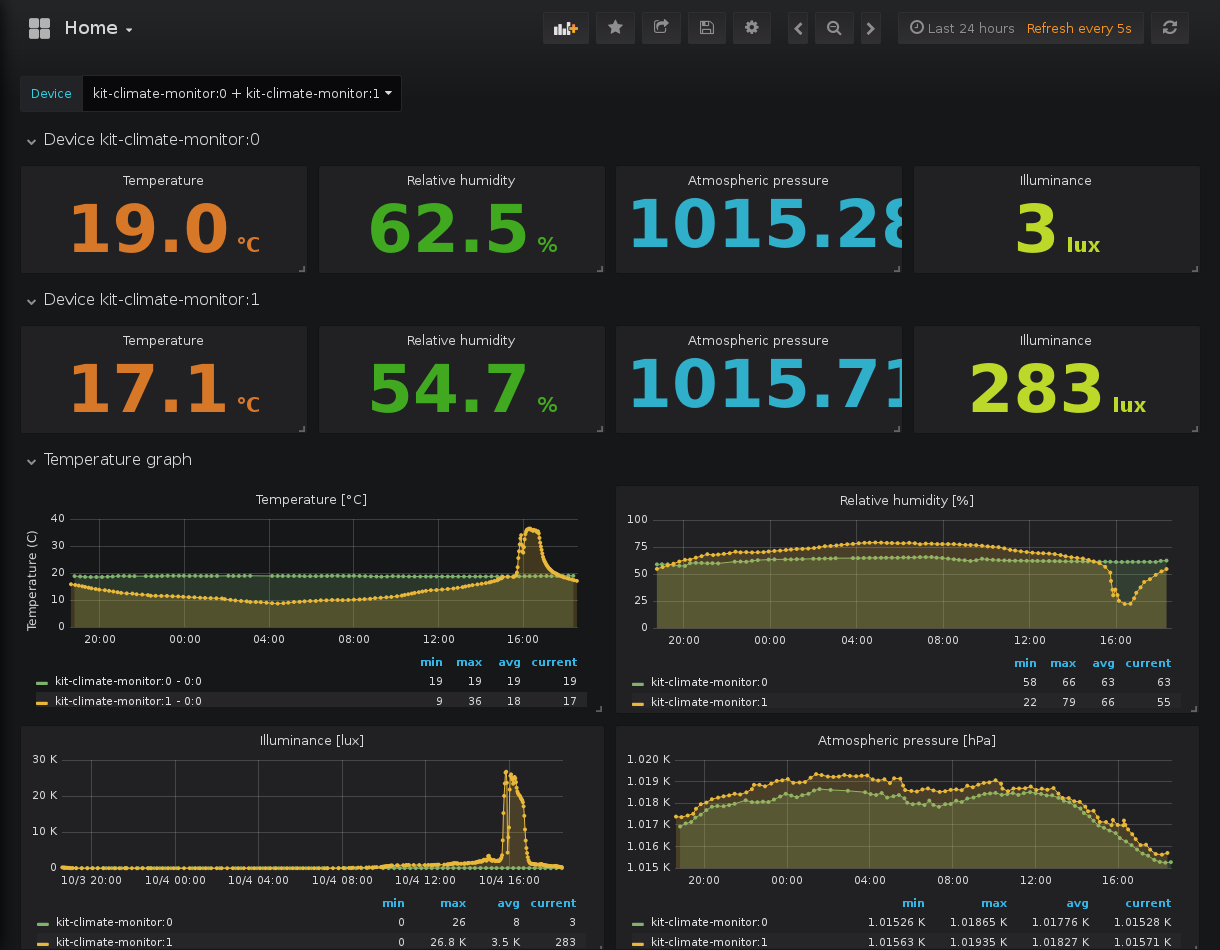 Home
Last 24 hours Refresh every 5s
Device kit-climate-monitor:0 + kit-climate-monitor:1
Device kit-climate-monitor:0
Temperature Relative humidity Atmospheric pressure Illuminance
19.0 °C 62.5 % 1015.28 3 lux
Device kit-climate-monitor:1
Temperature Relative humidity Atmospheric pressure Illuminance
17.1 °C 54.7 % 1015.71 283 lux
Temperature graph
Temperature [°C]
Temperature (C)
40
30
20
10
0
20:00 00:00 04:00 08:00 12:00 16:00
min max avg current
kit-climate-monitor:0 - 0:0 19 19 19 19
kit-climate-monitor:1 - 0:0 9 36 18 17
Relative humidity [%]
100
75
50
25
0
20:00 00:00 04:00 08:00 12:00 16:00
min max avg current
kit-climate-monitor:0 58 66 63 63
kit-climate-monitor:1 22 79 66 55
Illuminance [lux]
30 K
20 K
10 K
0
10/3 20:00 10/4 00:00 10/4 04:00 10/4 08:00 10/4 12:00 10/4 16:00
min max avg current
kit-climate-monitor:0 0 26 8 3
kit-climate-monitor:1 0 26.8 K 3.5 K 283
Atmospheric pressure [hPa]
1.020 K
1.019 K
1.018 K
1.017 K
1.016 K
1.015 K
20:00 00:00 04:00 08:00 12:00 16:00
min max avg current
kit-climate-monitor:0 1.01526 K 1.01865 K 1.01776 K 1.01528 K
kit-climate-monitor:1 1.01563 K 1.01935 K 1.01827 K 1.01571 K